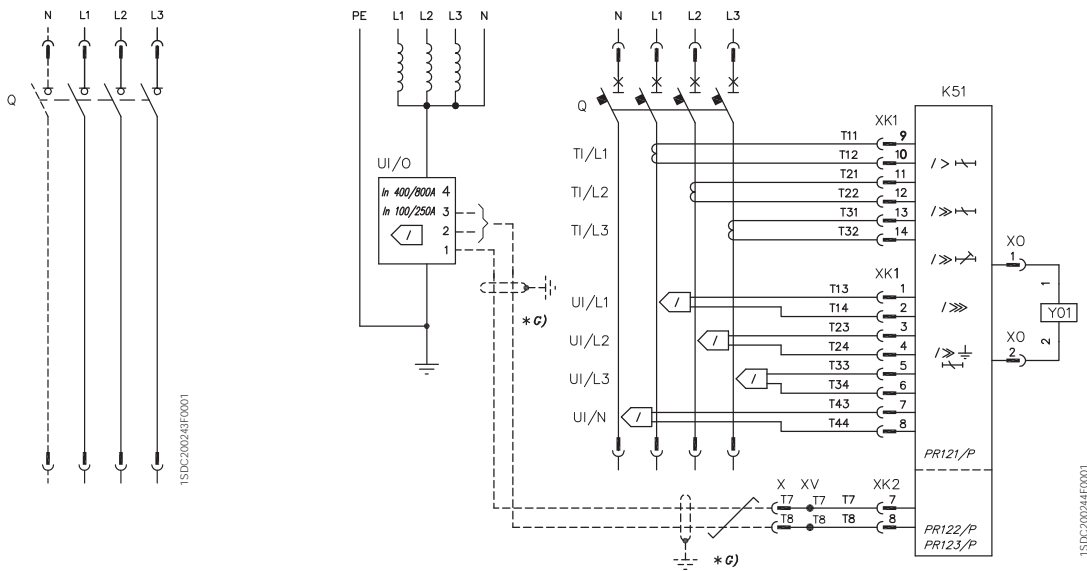 N L1 L2 L3
Q
1SDC200243F0001
PE L1 L2 L3 N
UI/O
In 400/800A 4
In 100/250A 3
/ 2
1
*G)
N L1 L2 L3
Q
K51
XK1
TI/L1 T11 9
T12 10
TI/L2 T21 11
T22 12
TI/L3 T31 13
T32 14
XK1
UI/L1 / T13 1
T14 2
UI/L2 / T23 3
T24 4
UI/L3 / T33 5
T34 6
UI/N / T43 7
T44 8
/>
/≫
/≫
/⋙
/≫
XO
1
1
Y01
2
XO
2
PR121/P
X XV XK2
T7 T7 T7 7
T8 T8 T8 8
PR122/P
PR123/P
*G)
1SDC200244F0001